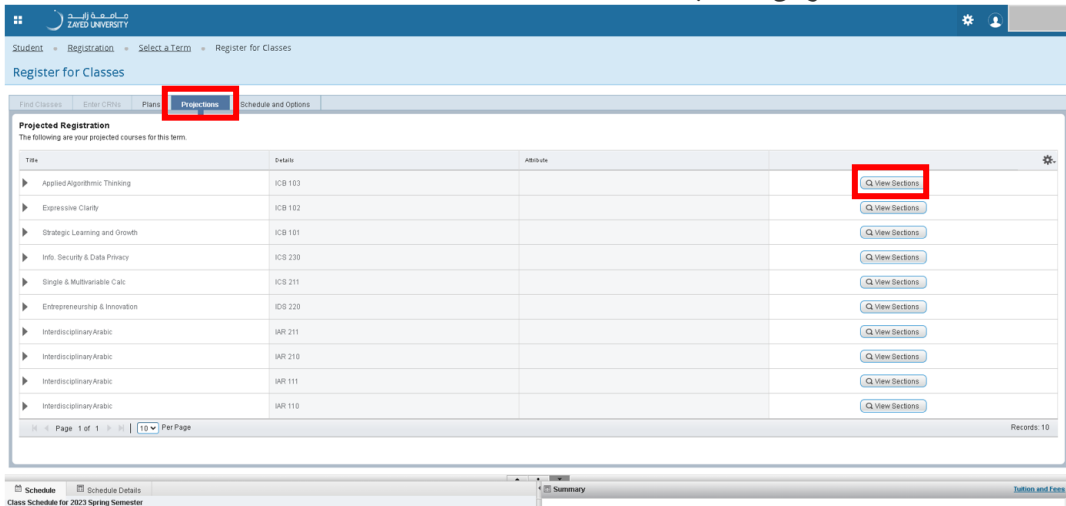 جامعة زايد
ZAYED UNIVERSITY
Student Registration Select a Term Register for Classes
Register for Classes
Find Classes Enter CRNs Plans Projections Schedule and Options
Projected Registration
The following are your projected courses for this term.
Title Details Attribute
Applied Algorithmic Thinking ICB 103 View Sections
Expressive Clarity ICB 102 View Sections
Strategic Learning and Growth ICB 101 View Sections
Info. Security & Data Privacy ICS 230 View Sections
Single & Multivariable Calc ICS 211 View Sections
Entrepreneurship & Innovation IDS 220 View Sections
Interdisciplinary Arabic IAR 211 View Sections
Interdisciplinary Arabic IAR 210 View Sections
Interdisciplinary Arabic IAR 111 View Sections
Interdisciplinary Arabic IAR 110 View Sections
Page 1 of 1 | 10 Per Page Records: 10
Schedule Schedule Details Summary Tuition and Fees
Class Schedule for 2023 Spring Semester